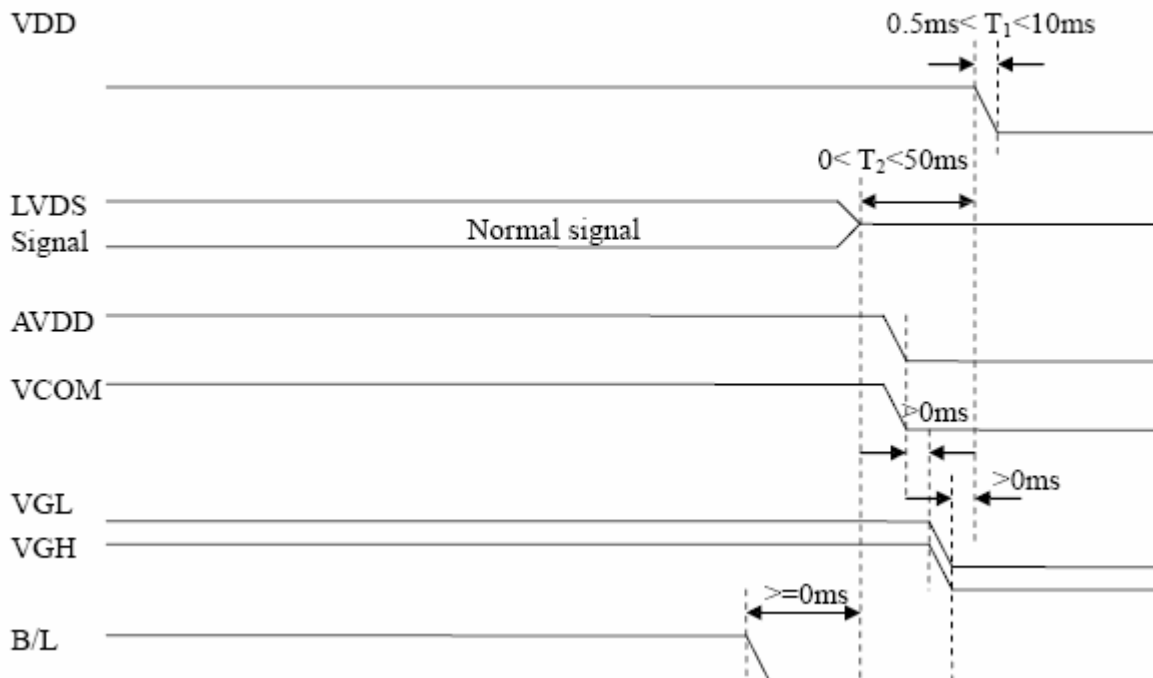 VDD
0.5ms< T₁<10ms
0< T₂<50ms
LVDS
Signal
Normal signal
AVDD
VCOM
>0ms
>0ms
VGL
VGH
>=0ms
B/L